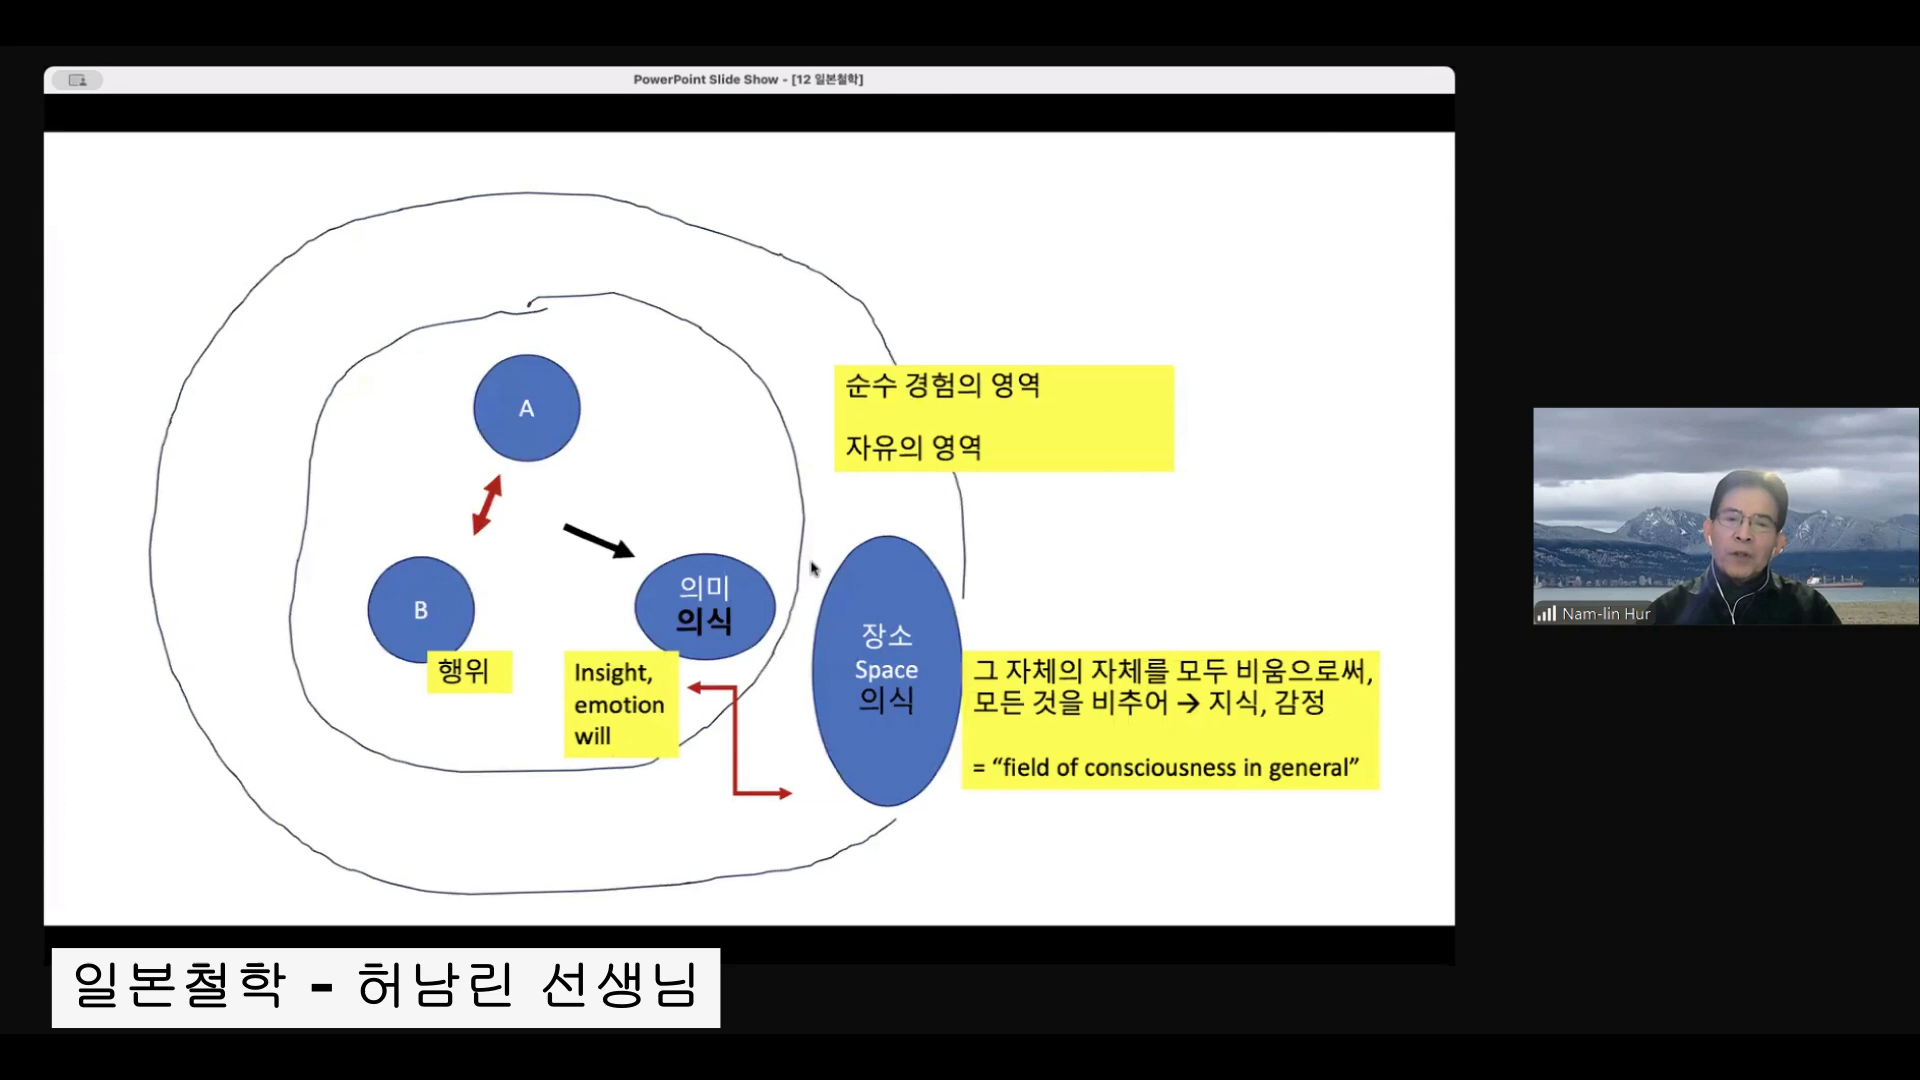 PowerPoint Slide Show - [12 일본철학]
A
순수 경험의 영역
자유의 영역
B
의미
의식
행위
Insight,
emotion
will
장소
Space
의식
그 자체의 자체를 모두 비움으로써,
모든 것을 비추어 → 지식, 감정
= “field of consciousness in general”
Nam-lin Hur
일본철학 - 허남린 선생님